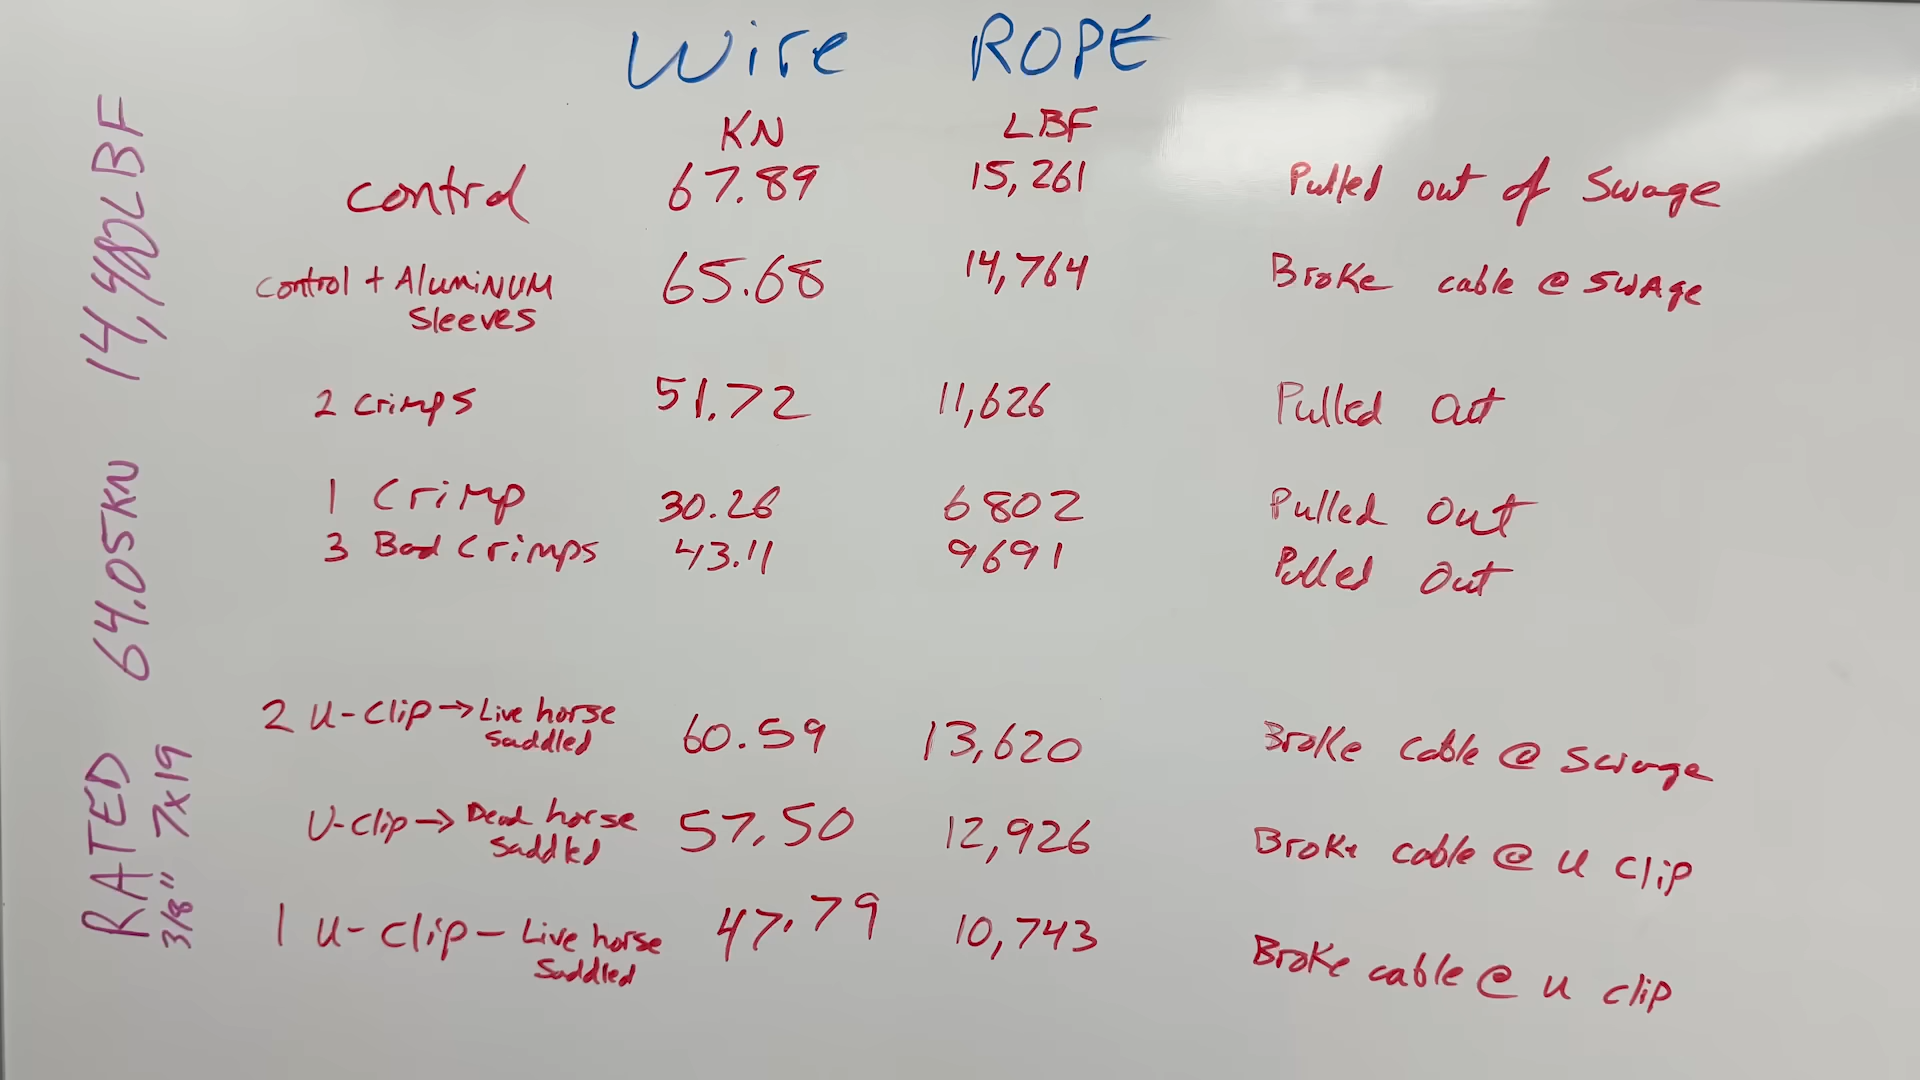 Wire ROPE
KN LBF
control 67.89 15,261 Pulled out of Swage
control + Aluminum Sleeves 65.68 14,764 Broke cable @ Swage
2 crimps 51.72 11,626 Pulled Out
1 Crimp 30.26 6802 Pulled Out
3 Bad Crimps 43.11 9691 Pulled Out
2 U-Clip → Live horse saddled 60.59 13,620 Broke cable @ Swage
U-Clip → Dead horse saddled 57.50 12,926 Broke cable @ U clip
1 U-Clip - Live horse saddled 47.79 10,743 Broke cable @ U clip
RATED 64.05KN 14,400LBF
3/8" 7x19